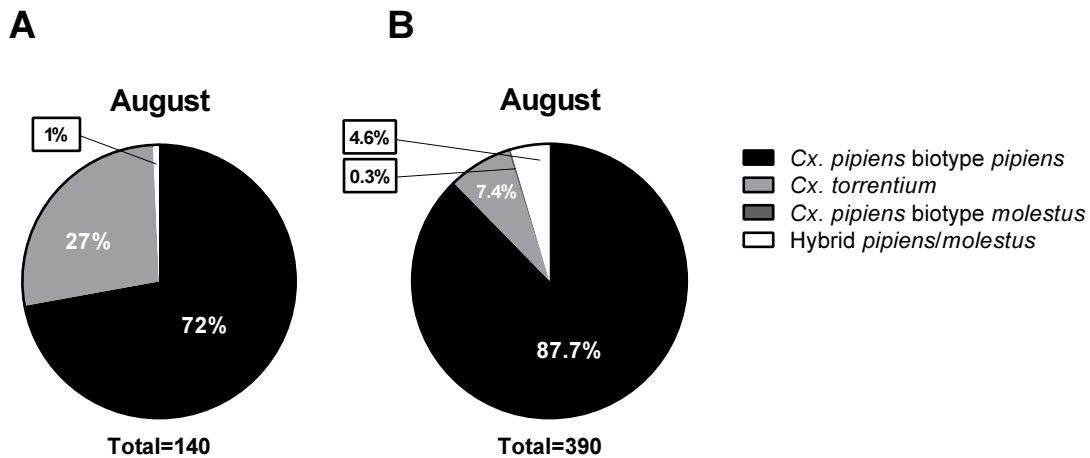 A
B
August
August
1%
27%
72%
4.6%
0.3%
7.4%
87.7%
Total=140
Total=390
Cx. pipiens biotype pipiens
Cx. torrentium
Cx. pipiens biotype molestus
Hybrid pipiens/molestus